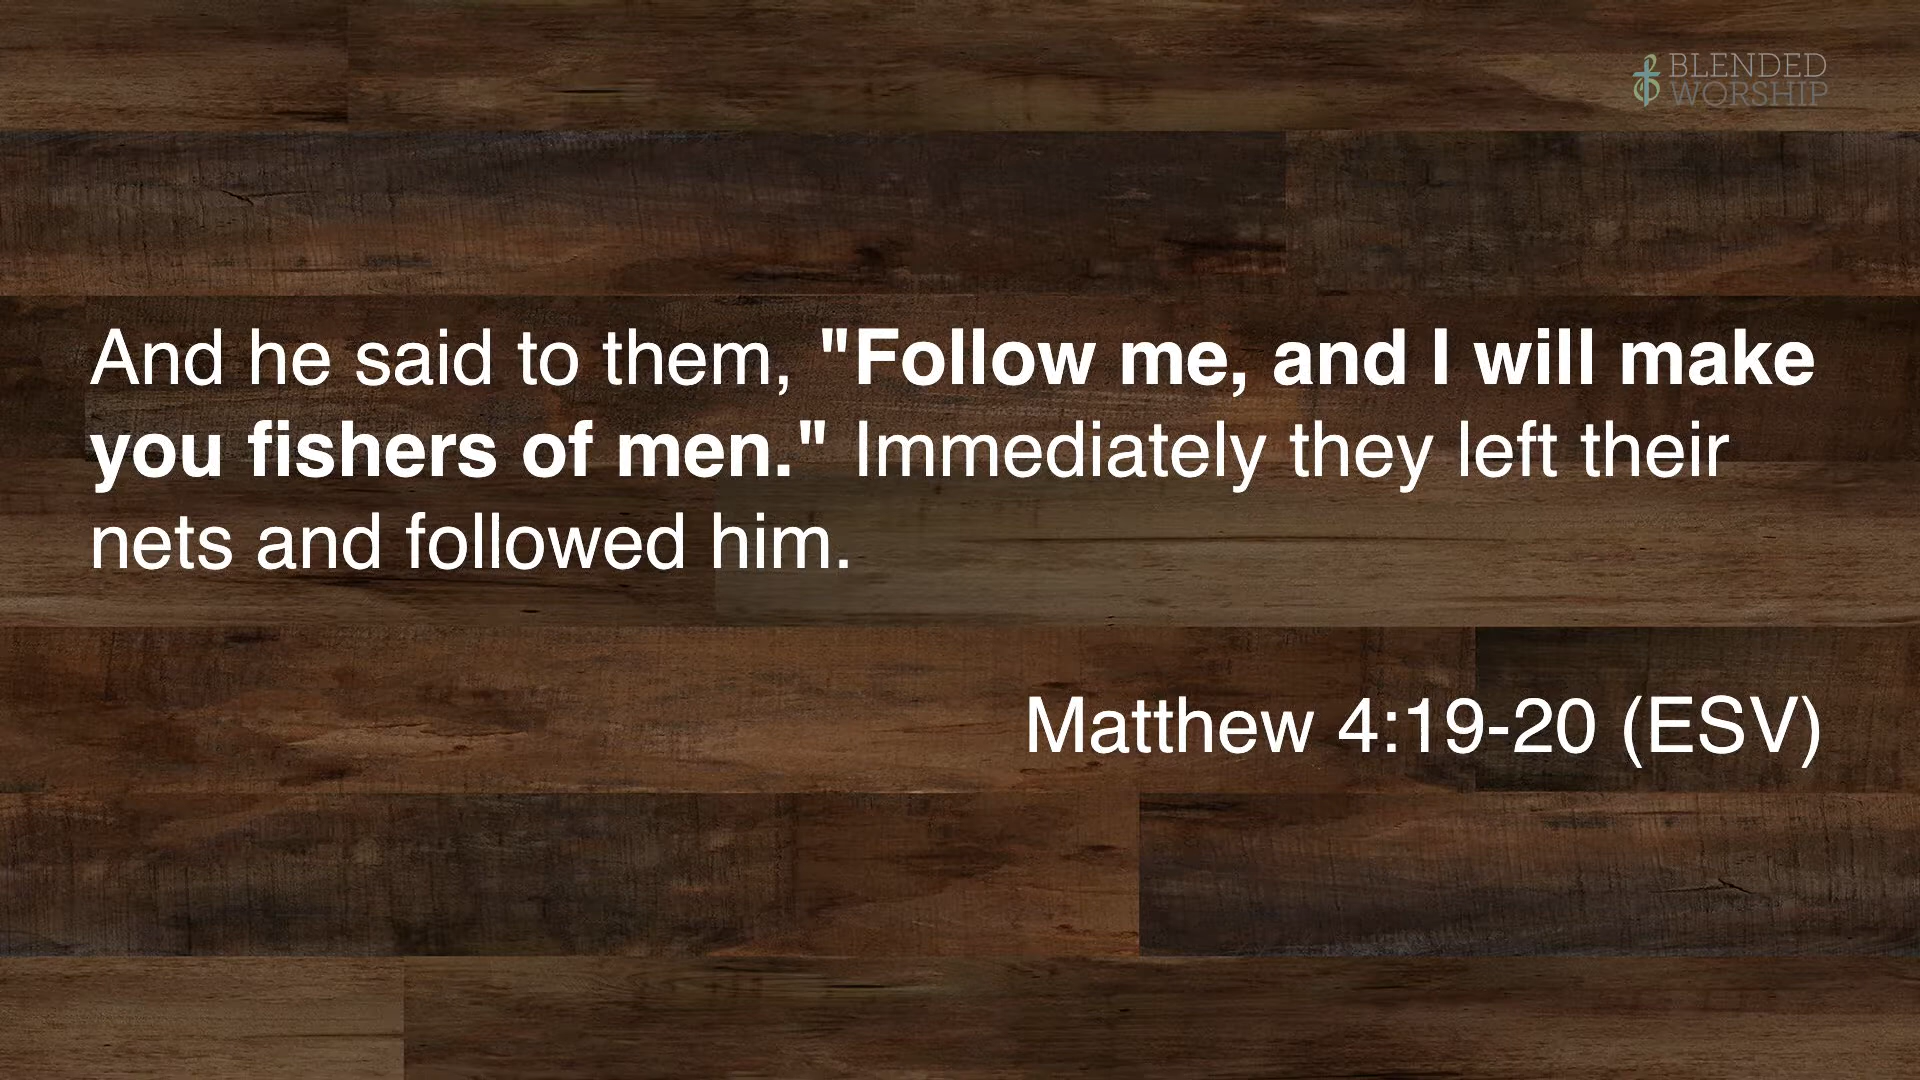 BLENDED
WORSHIP
And he said to them, "Follow me, and I will make
you fishers of men." Immediately they left their
nets and followed him.
Matthew 4:19-20 (ESV)